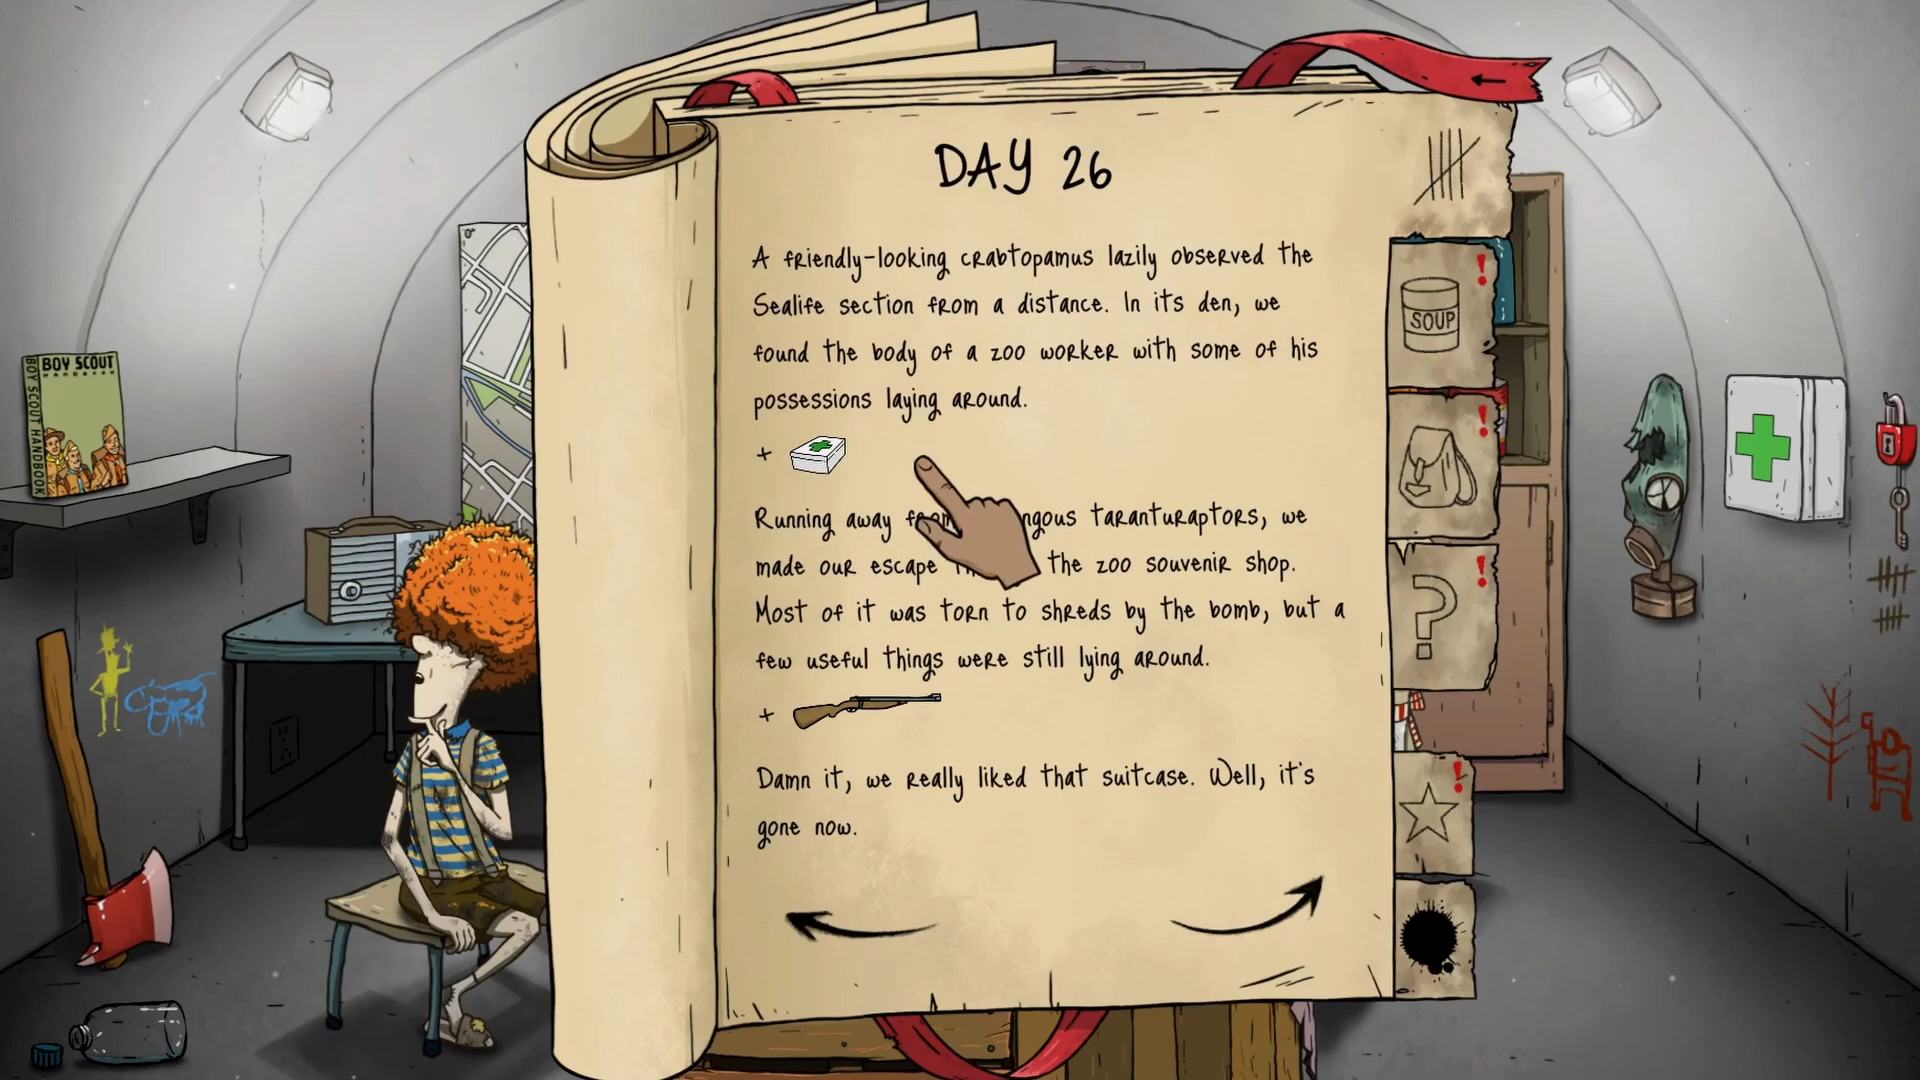 DAY 26
A friendly-looking crabtopamus lazily observed the
Sealife section from a distance. In its den, we
found the body of a zoo worker with some of his
possessions laying around.
+
Running away
taranturaptors, we
made our escape
the zoo souvenir shop.
Most of it was torn to shreds by the bomb, but a
few useful things were still lying around.
+
Damn it, we really liked that suitcase. Well, it's
gone now.
BOY SCOUT
HANDBOOK
BOY SCOUT HANDBOOK
!
SOUP
!
!
?
!